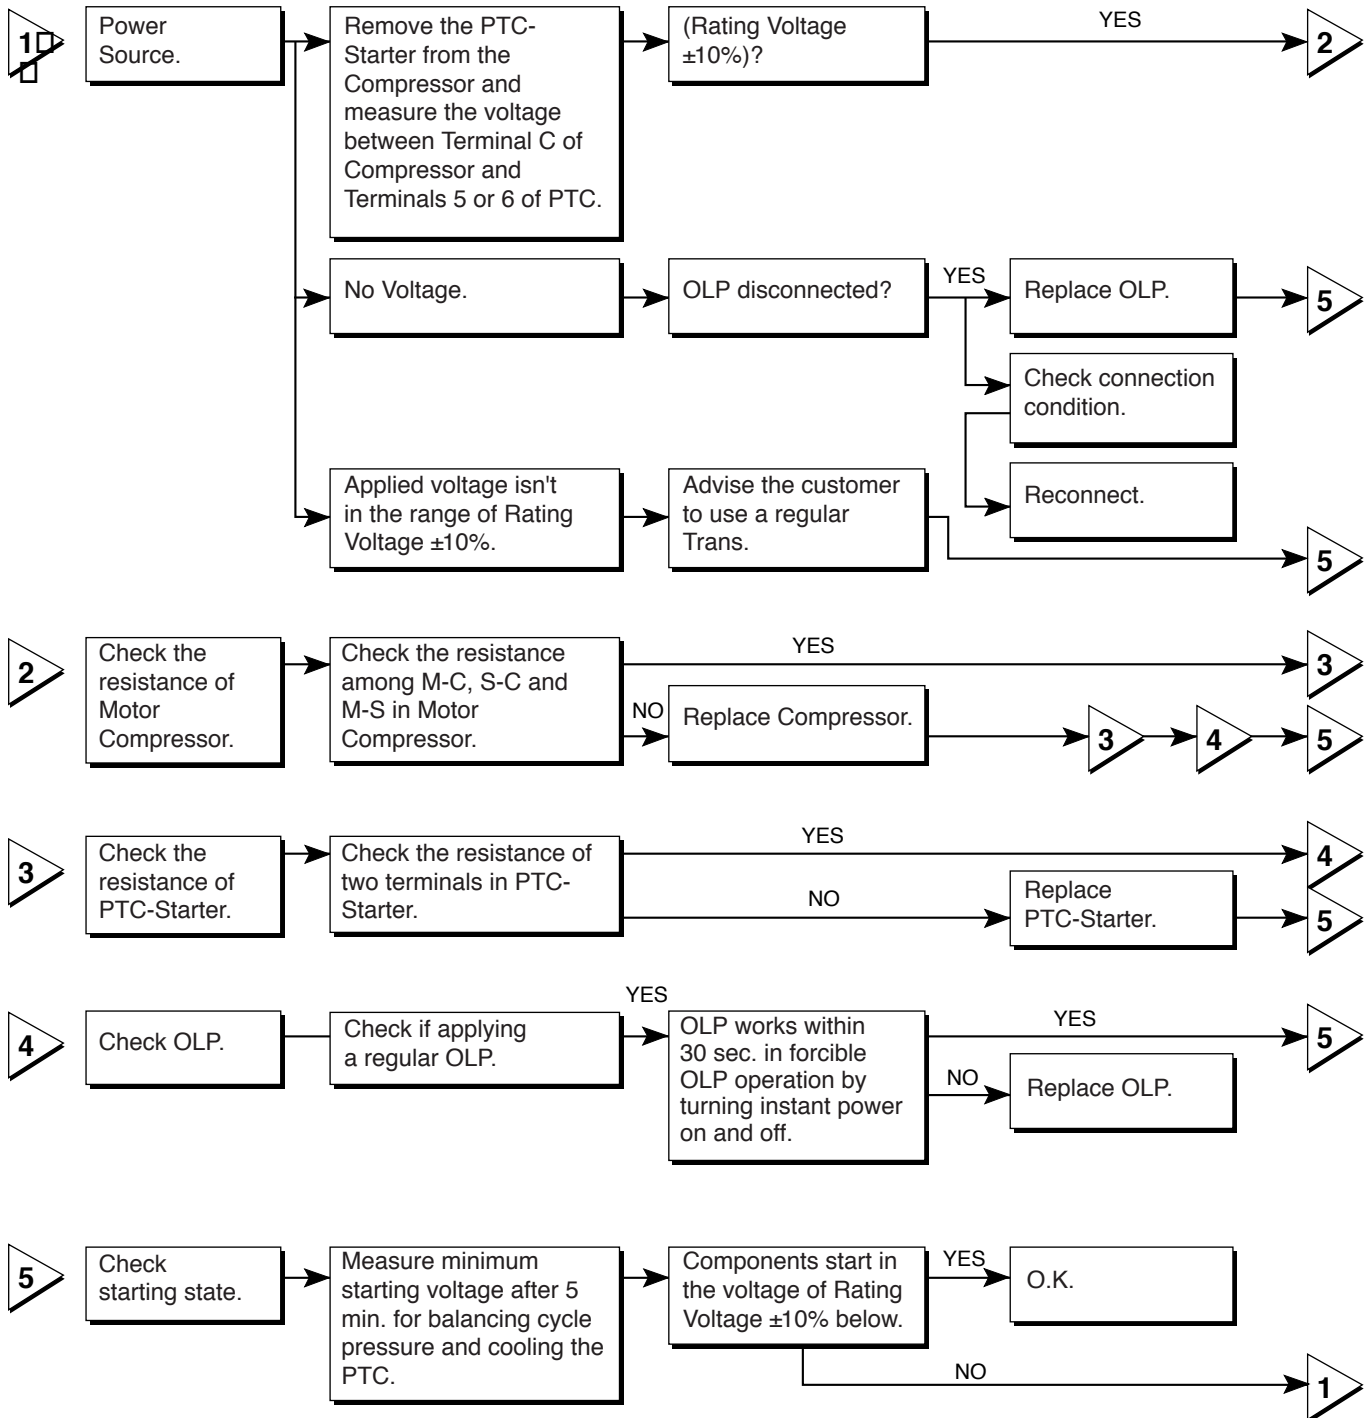 1
Power
Source.
Remove the PTC-
Starter from the
Compressor and
measure the voltage
between Terminal C of
Compressor and
Terminals 5 or 6 of PTC.
(Rating Voltage
±10%)?
YES
2
No Voltage.
OLP disconnected?
YES
Replace OLP.
5
Check connection
condition.
Reconnect.
Applied voltage isn't
in the range of Rating
Voltage ±10%.
Advise the customer
to use a regular
Trans.
5
2
Check the
resistance of
Motor
Compressor.
Check the resistance
among M-C, S-C and
M-S in Motor
Compressor.
YES
3
NO
Replace Compressor.
3
4
5
3
Check the
resistance of
PTC-Starter.
Check the resistance of
two terminals in PTC-
Starter.
YES
4
NO
Replace
PTC-Starter.
5
4
Check OLP.
Check if applying
a regular OLP.
YES
OLP works within
30 sec. in forcible
OLP operation by
turning instant power
on and off.
YES
5
NO
Replace OLP.
5
Check
starting state.
Measure minimum
starting voltage after 5
min. for balancing cycle
pressure and cooling the
PTC.
Components start in
the voltage of Rating
Voltage ±10% below.
YES
O.K.
NO
1